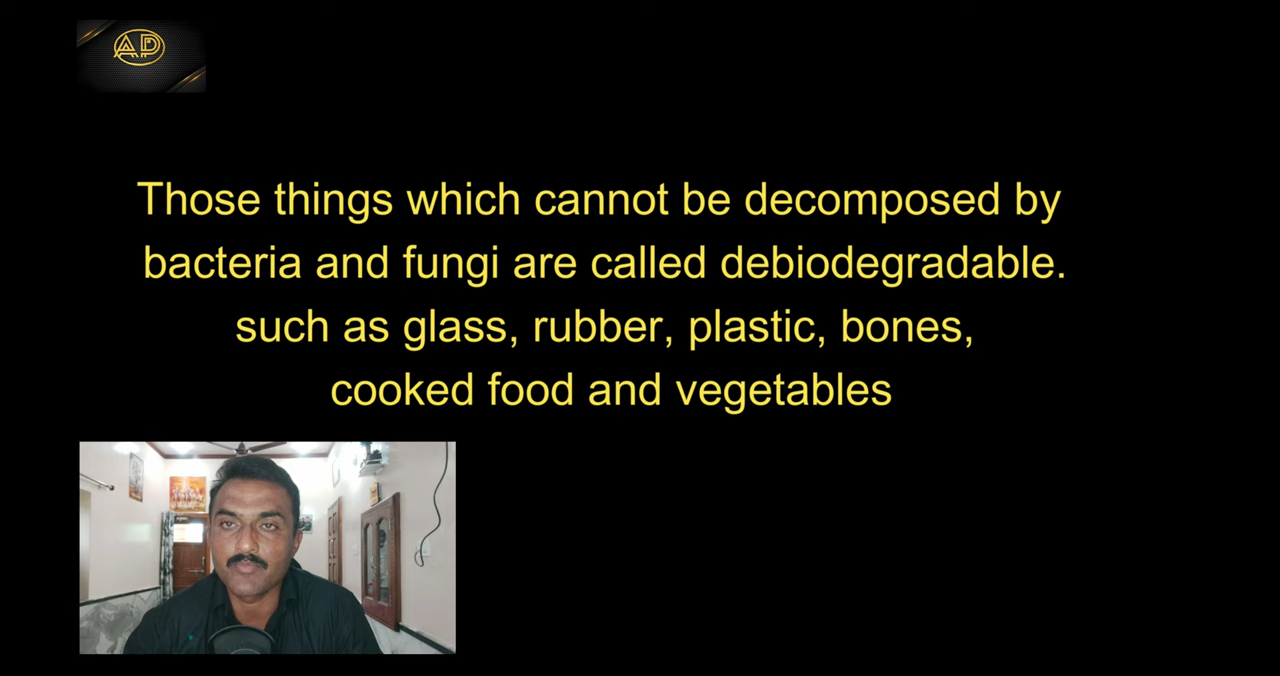 AD
Those things which cannot be decomposed by
bacteria and fungi are called debiodegradable.
such as glass, rubber, plastic, bones,
cooked food and vegetables